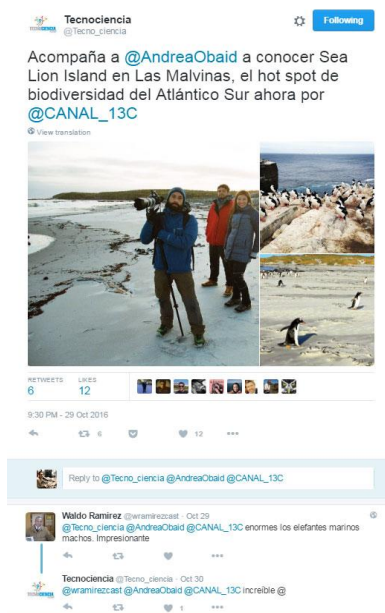 Tecnociencia
@Tecno_ciencia
Following
Acompaña a @AndreaObaid a conocer Sea
Lion Island en Las Malvinas, el hot spot de
biodiversidad del Atlántico Sur ahora por
@CANAL_13C
View translation
RETWEETS LIKES
6 12
9:30 PM - 29 Oct 2016
6 12
Reply to @Tecno_ciencia @AndreaObaid @CANAL_13C
Waldo Ramirez @wramirezcast · Oct 29
@Tecno_ciencia @AndreaObaid @CANAL_13C enormes los elefantes marinos
machos. Impresionante
Tecnociencia @Tecno_ciencia · Oct 30
@wramirezcast @AndreaObaid @CANAL_13C increíble @
1